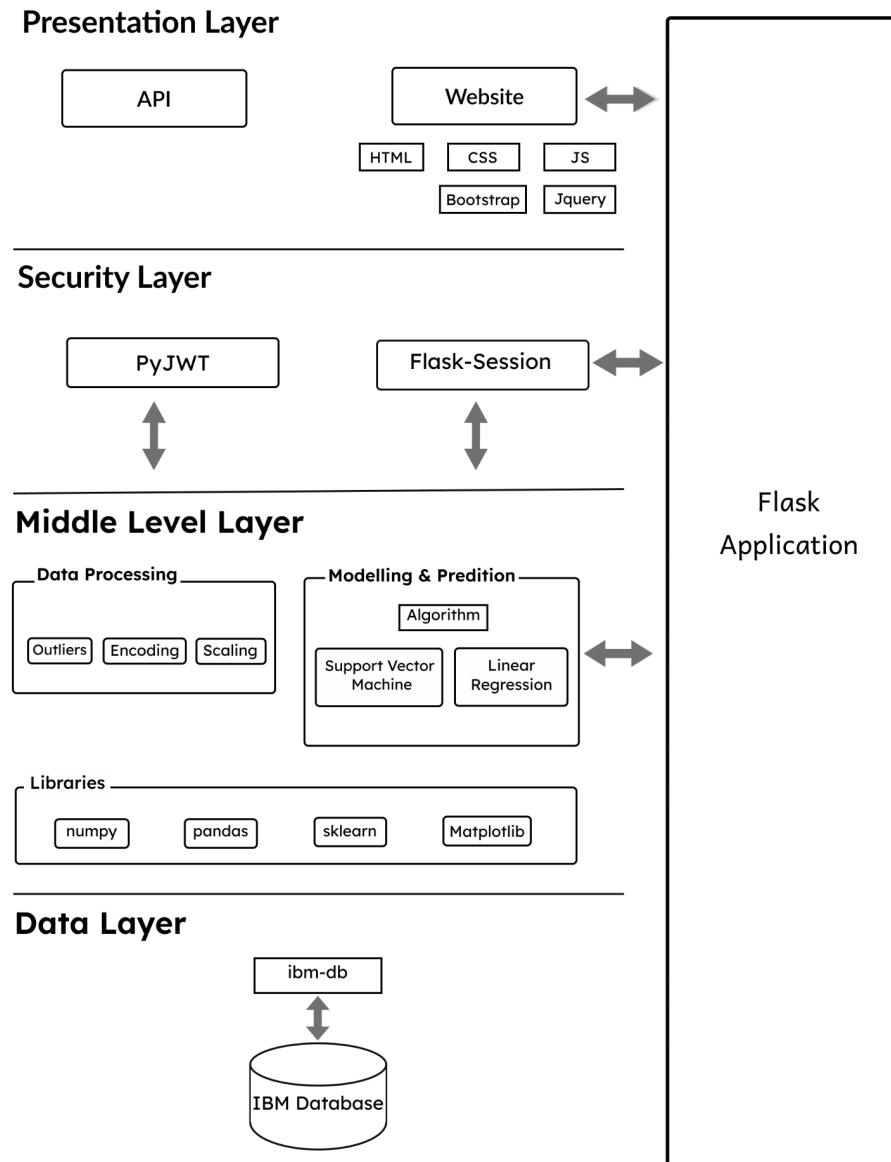 Presentation Layer
API
Website
HTML
CSS
JS
Bootstrap
Jquery
Security Layer
PyJWT
Flask-Session
Flask
Application
Middle Level Layer
Data Processing
Outliers
Encoding
Scaling
Modelling & Predition
Algorithm
Support Vector
Machine
Linear
Regression
Libraries
numpy
pandas
sklearn
Matplotlib
Data Layer
ibm-db
IBM Database